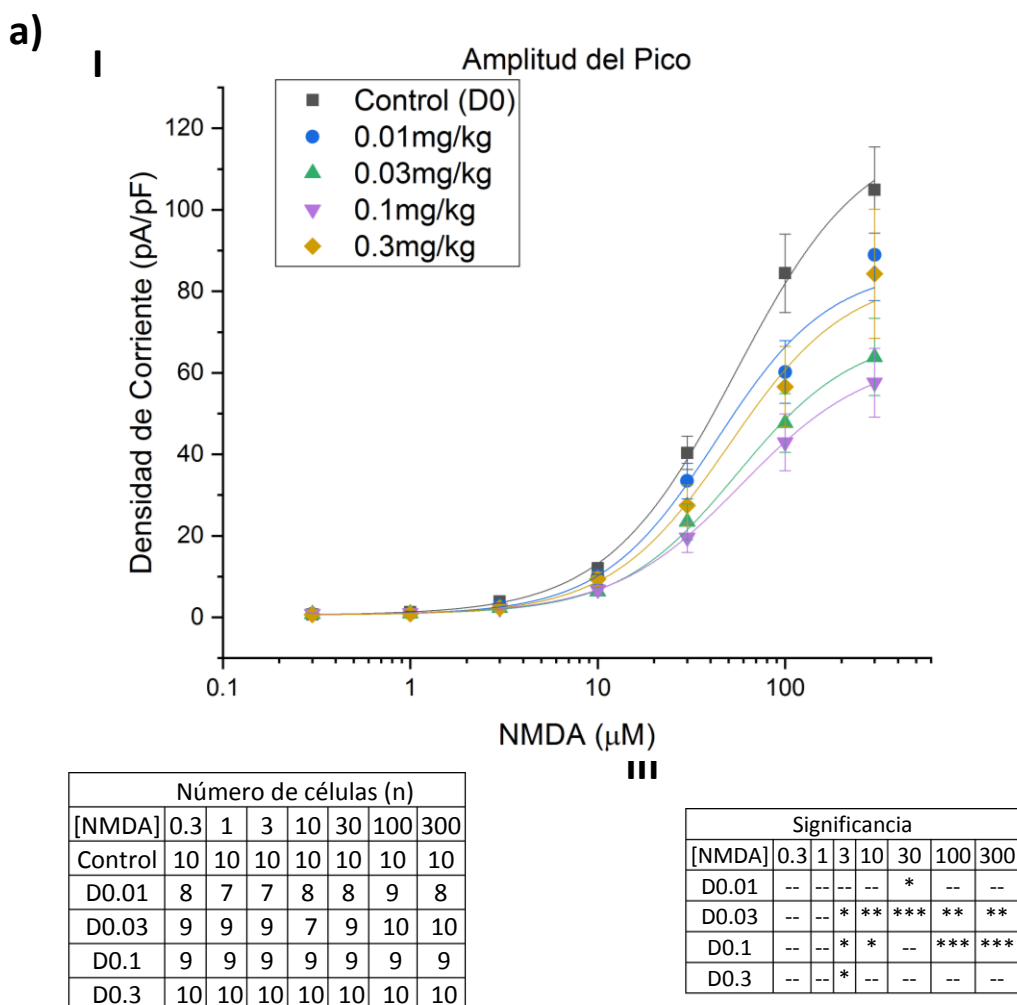 a)
I
Amplitud del Pico
Control (D0)
0.01mg/kg
0.03mg/kg
0.1mg/kg
0.3mg/kg
Densidad de Corriente (pA/pF)
120
100
80
60
40
20
0
0.1 1 10 100
NMDA (μM)
III
Número de células (n)
[NMDA] 0.3 1 3 10 30 100 300
Control 10 10 10 10 10 10 10
D0.01 8 7 7 8 8 9 8
D0.03 9 9 9 7 9 10 10
D0.1 9 9 9 9 9 9 9
D0.3 10 10 10 10 10 10 10
Significancia
[NMDA] 0.3 1 3 10 30 100 300
D0.01 -- -- -- -- * -- --
D0.03 -- -- * ** *** ** **
D0.1 -- -- * * -- *** ***
D0.3 -- -- * -- -- -- --